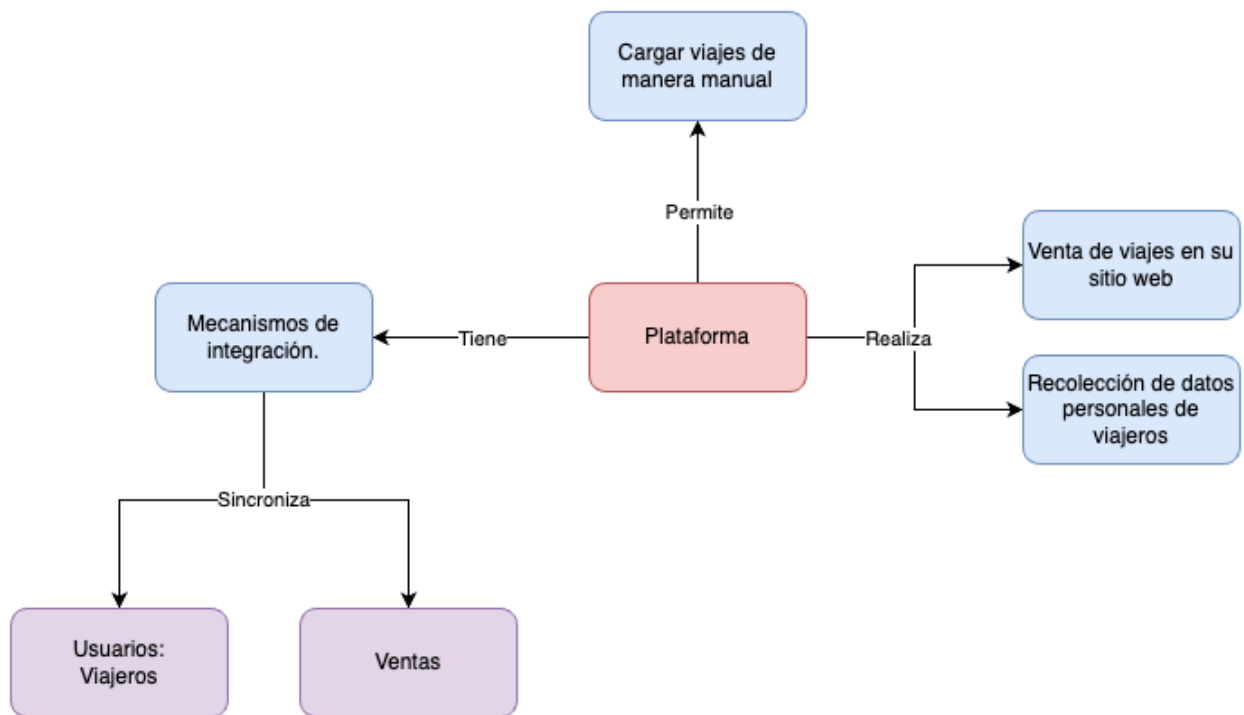 Cargar viajes de
manera manual
Permite
Venta de viajes en su
sitio web
Mecanismos de
integración.
Tiene
Plataforma
Realiza
Recolección de datos
personales de
viajeros
Sincroniza
Usuarios:
Viajeros
Ventas